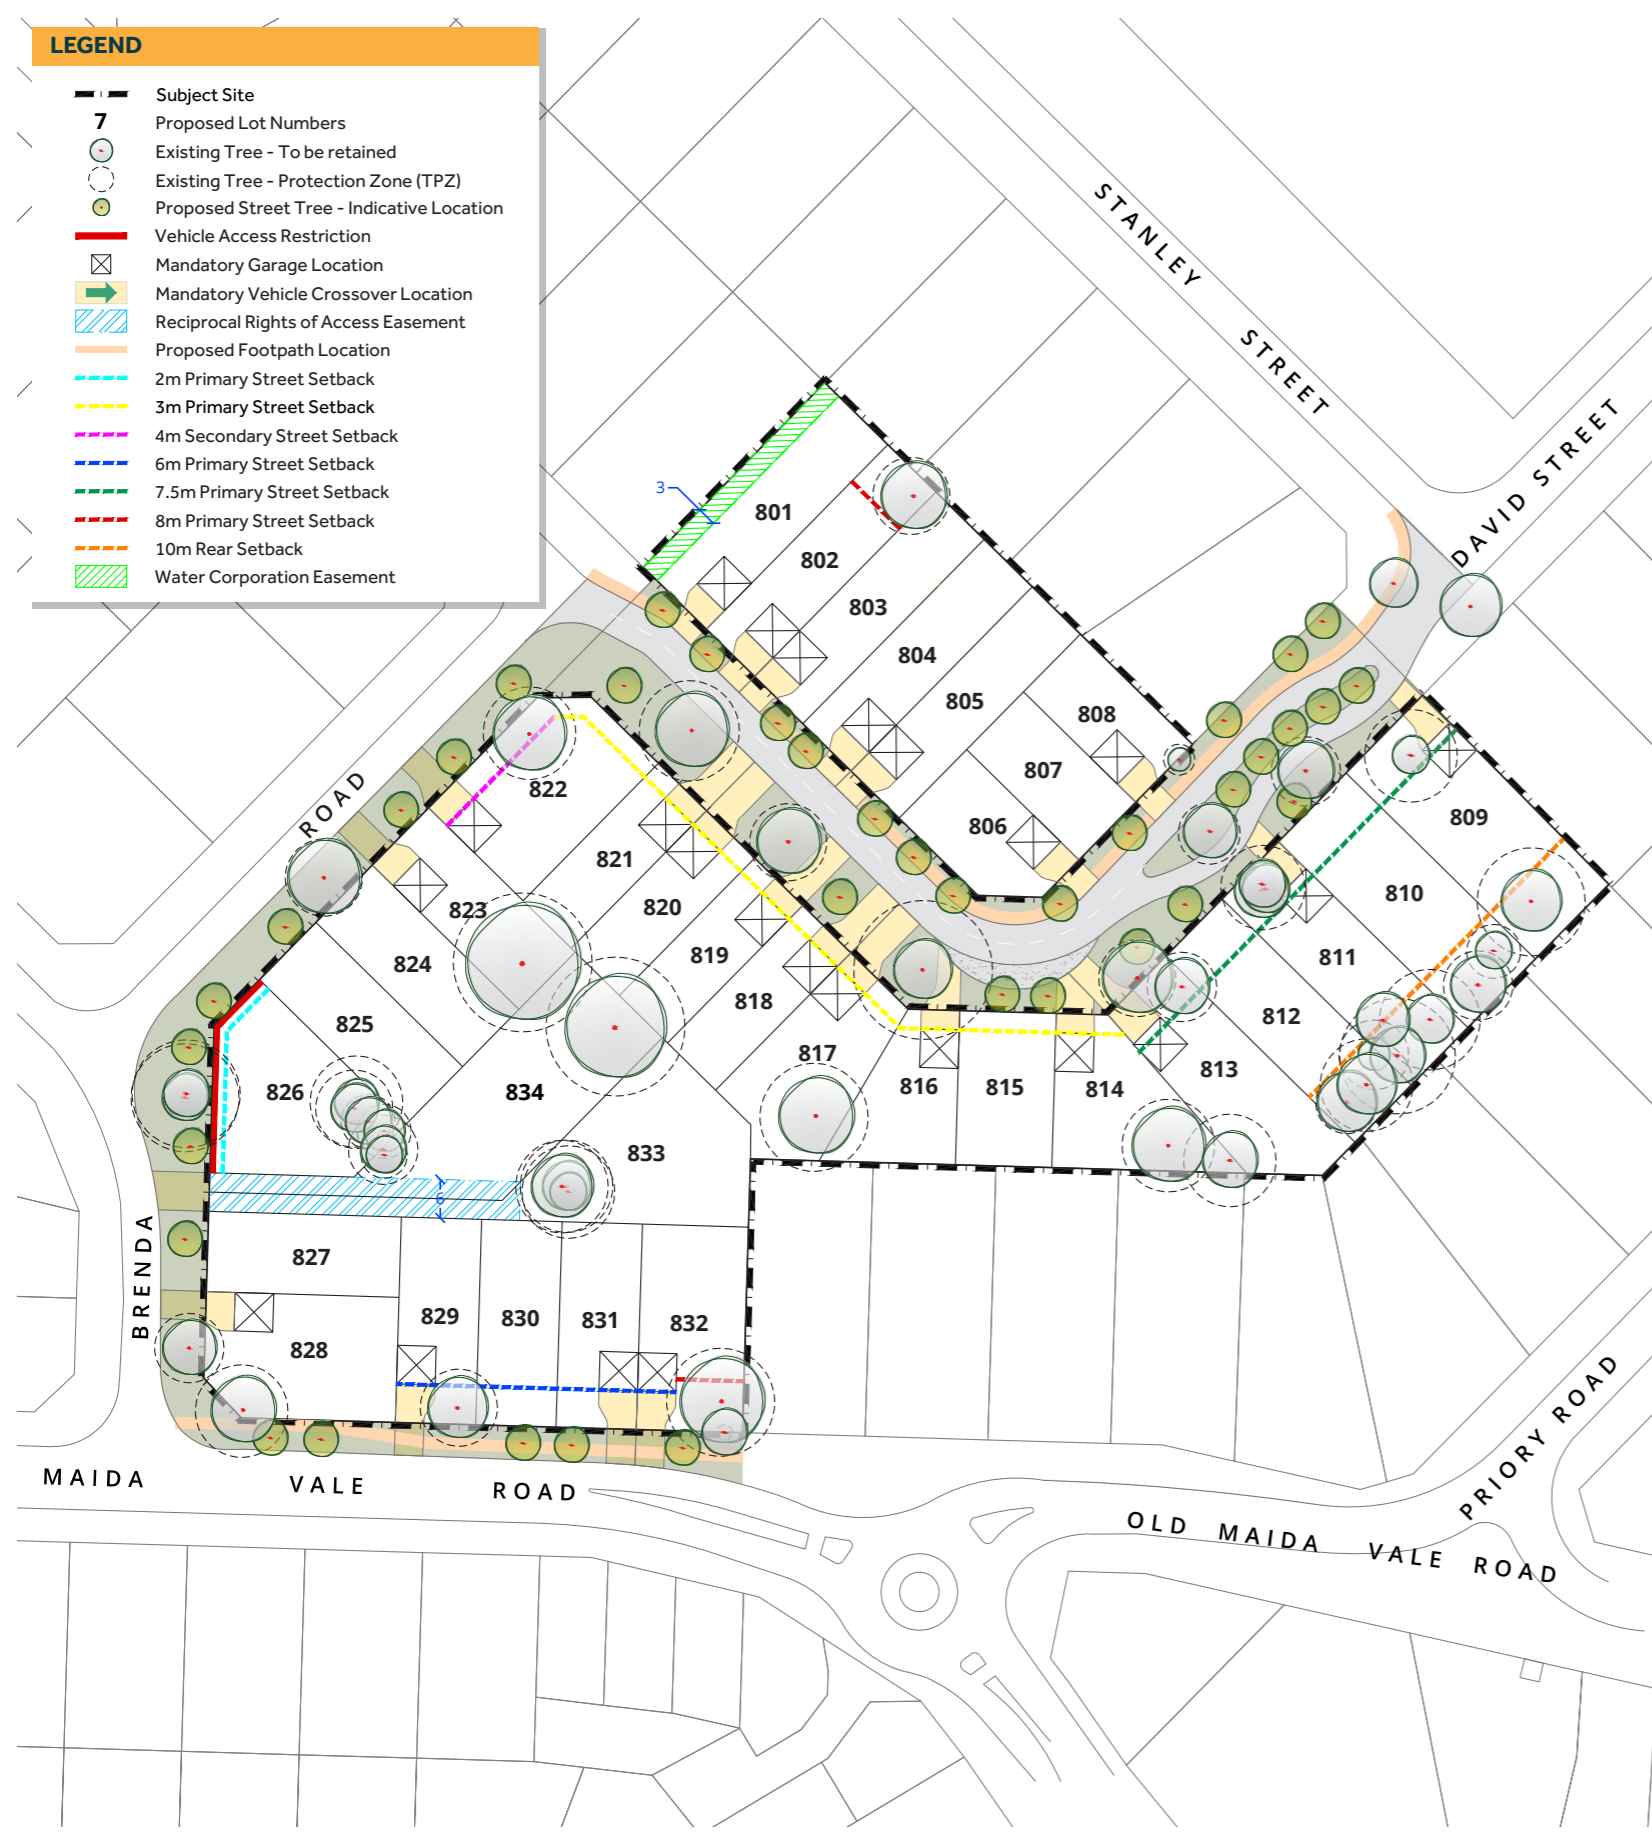 LEGEND
Subject Site
7 Proposed Lot Numbers
Existing Tree - To be retained
Existing Tree - Protection Zone (TPZ)
Proposed Street Tree - Indicative Location
Vehicle Access Restriction
Mandatory Garage Location
Mandatory Vehicle Crossover Location
Reciprocal Rights of Access Easement
Proposed Footpath Location
2m Primary Street Setback
3m Primary Street Setback
4m Secondary Street Setback
6m Primary Street Setback
7.5m Primary Street Setback
8m Primary Street Setback
10m Rear Setback
Water Corporation Easement
STANLEY STREET
DAVID STREET
3
801
802
803
804
805
808
807
806
809
810
811
812
813
ROAD
822
821
823
820
819
824
818
825
817
816
815
814
826
834
833
6
BRENDA
827
828
829
830
831
832
MAIDA VALE ROAD
PRIORY ROAD
OLD MAIDA VALE ROAD